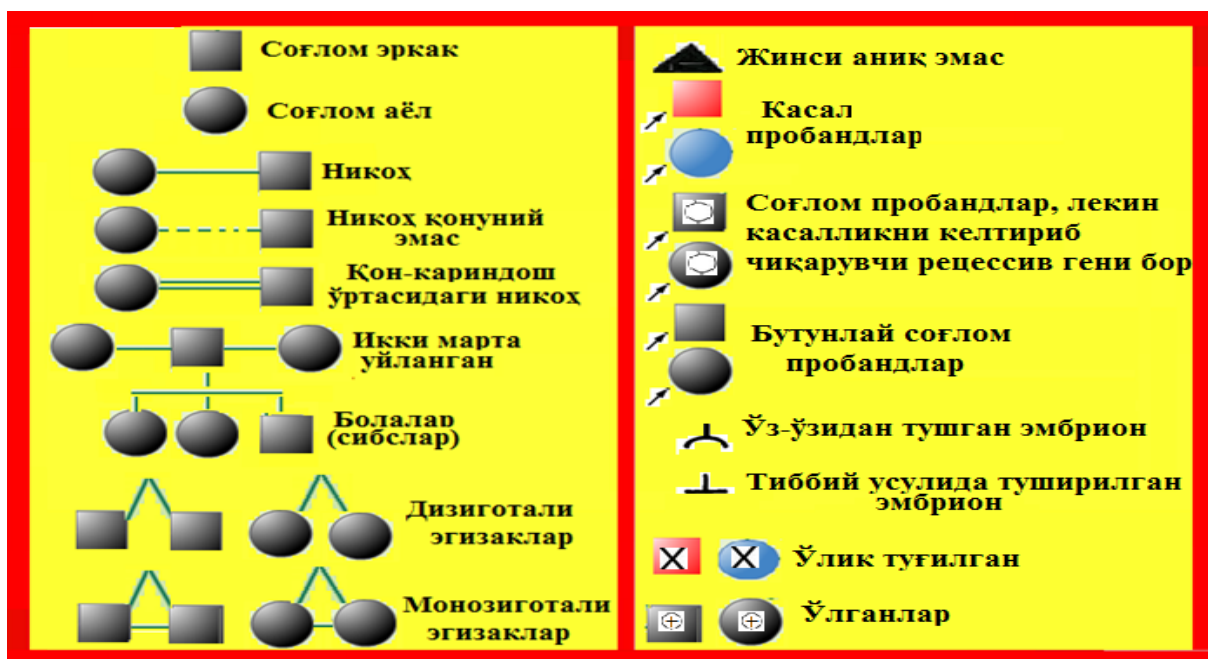 Соғлом эркак
Соғлом аёл
Никоҳ
Никоҳ қонуний
эмас
Қон-кариндош
ўртасидаги никоҳ
Икки марта
уйланган
Болалар
(сибслар)
Дизиготали
эгизаклар
Монозиготали
эгизаклар
Жинси аниқ эмас
Касал
пробандлар
Соғлом пробандлар, лекин
касалликни келтириб
чиқарувчи рецессив гени бор
Бутунлай соғлом
пробандлар
Ўз-ўзидан тушган эмбрион
Тиббий усулида туширилган
эмбрион
Ўлик туғилган
Ўлганлар